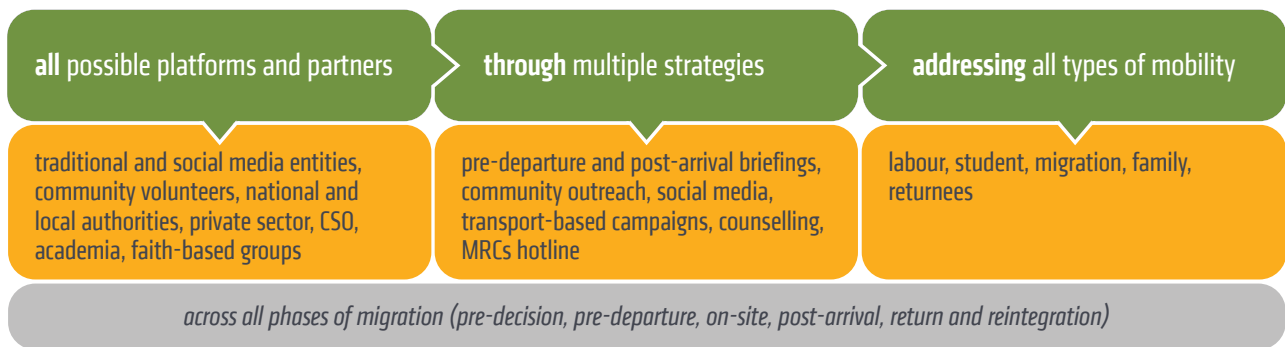 all possible platforms and partners
through multiple strategies
addressing all types of mobility
traditional and social media entities,
community volunteers, national and
local authorities, private sector, CSO,
academia, faith-based groups
pre-departure and post-arrival briefings,
community outreach, social media,
transport-based campaigns, counselling,
MRCs hotline
labour, student, migration, family,
returnees
across all phases of migration (pre-decision, pre-departure, on-site, post-arrival, return and reintegration)